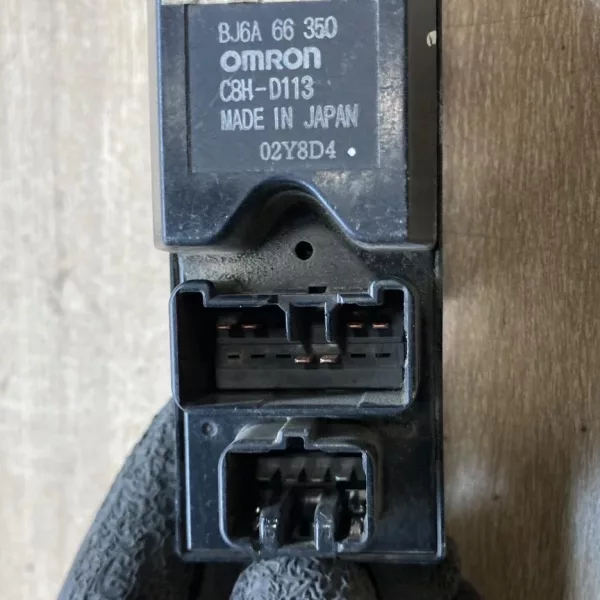 BJ6A 66 350
OMRON
C8H-D113
MADE IN JAPAN
02Y8D4